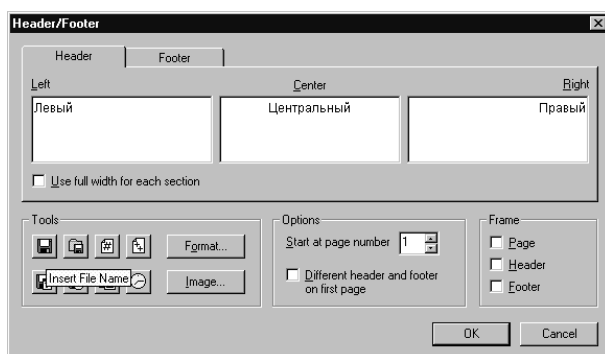 Header/Footer
Header Footer
Left Center Right
Левый Центральный Правый
Use full width for each section
Tools Options Frame
Format... Start at page number 1 Page
Insert File Name Image... Different header and footer on first page Header
Footer
OK Cancel